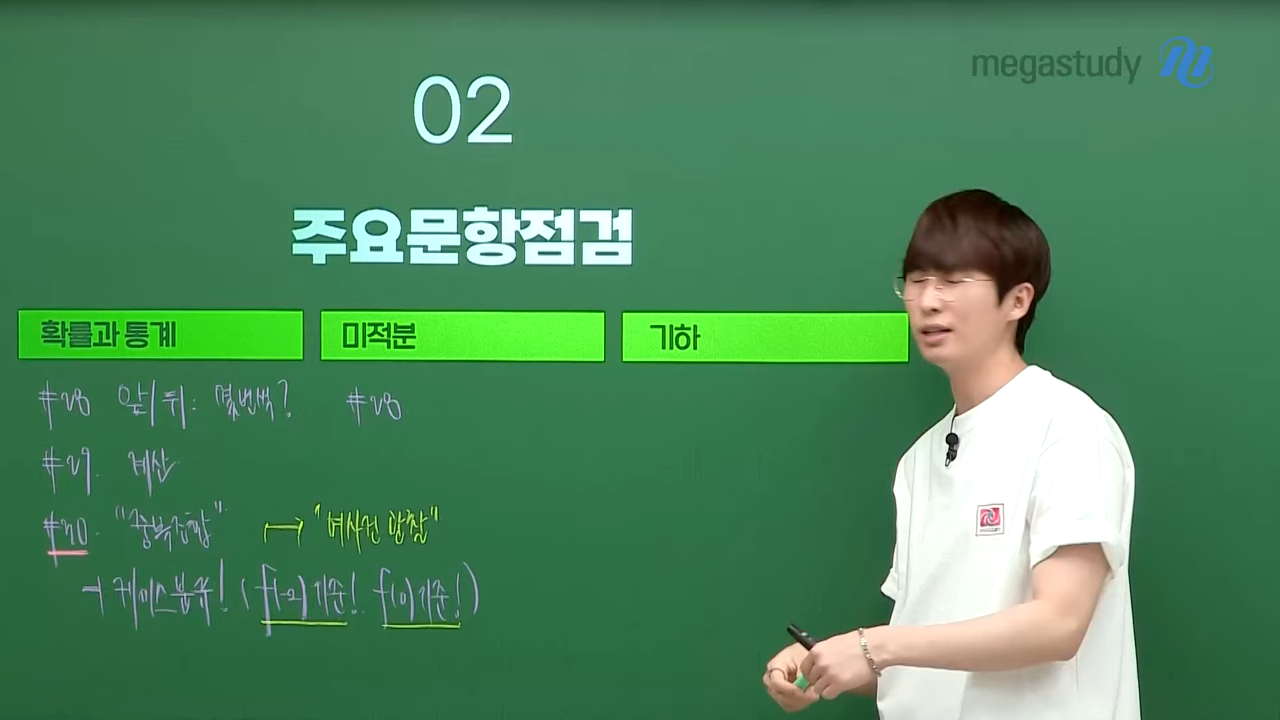 megastudy
02
주요문항점검
확률과 통계
미적분
기하
#28 앞/뒤: 몇번씩?
#28
#29. 계산
#30. "중복조합" → "여사건 관찰"
→ 케이스분류! (f(-2)기준! f(0)기준!)